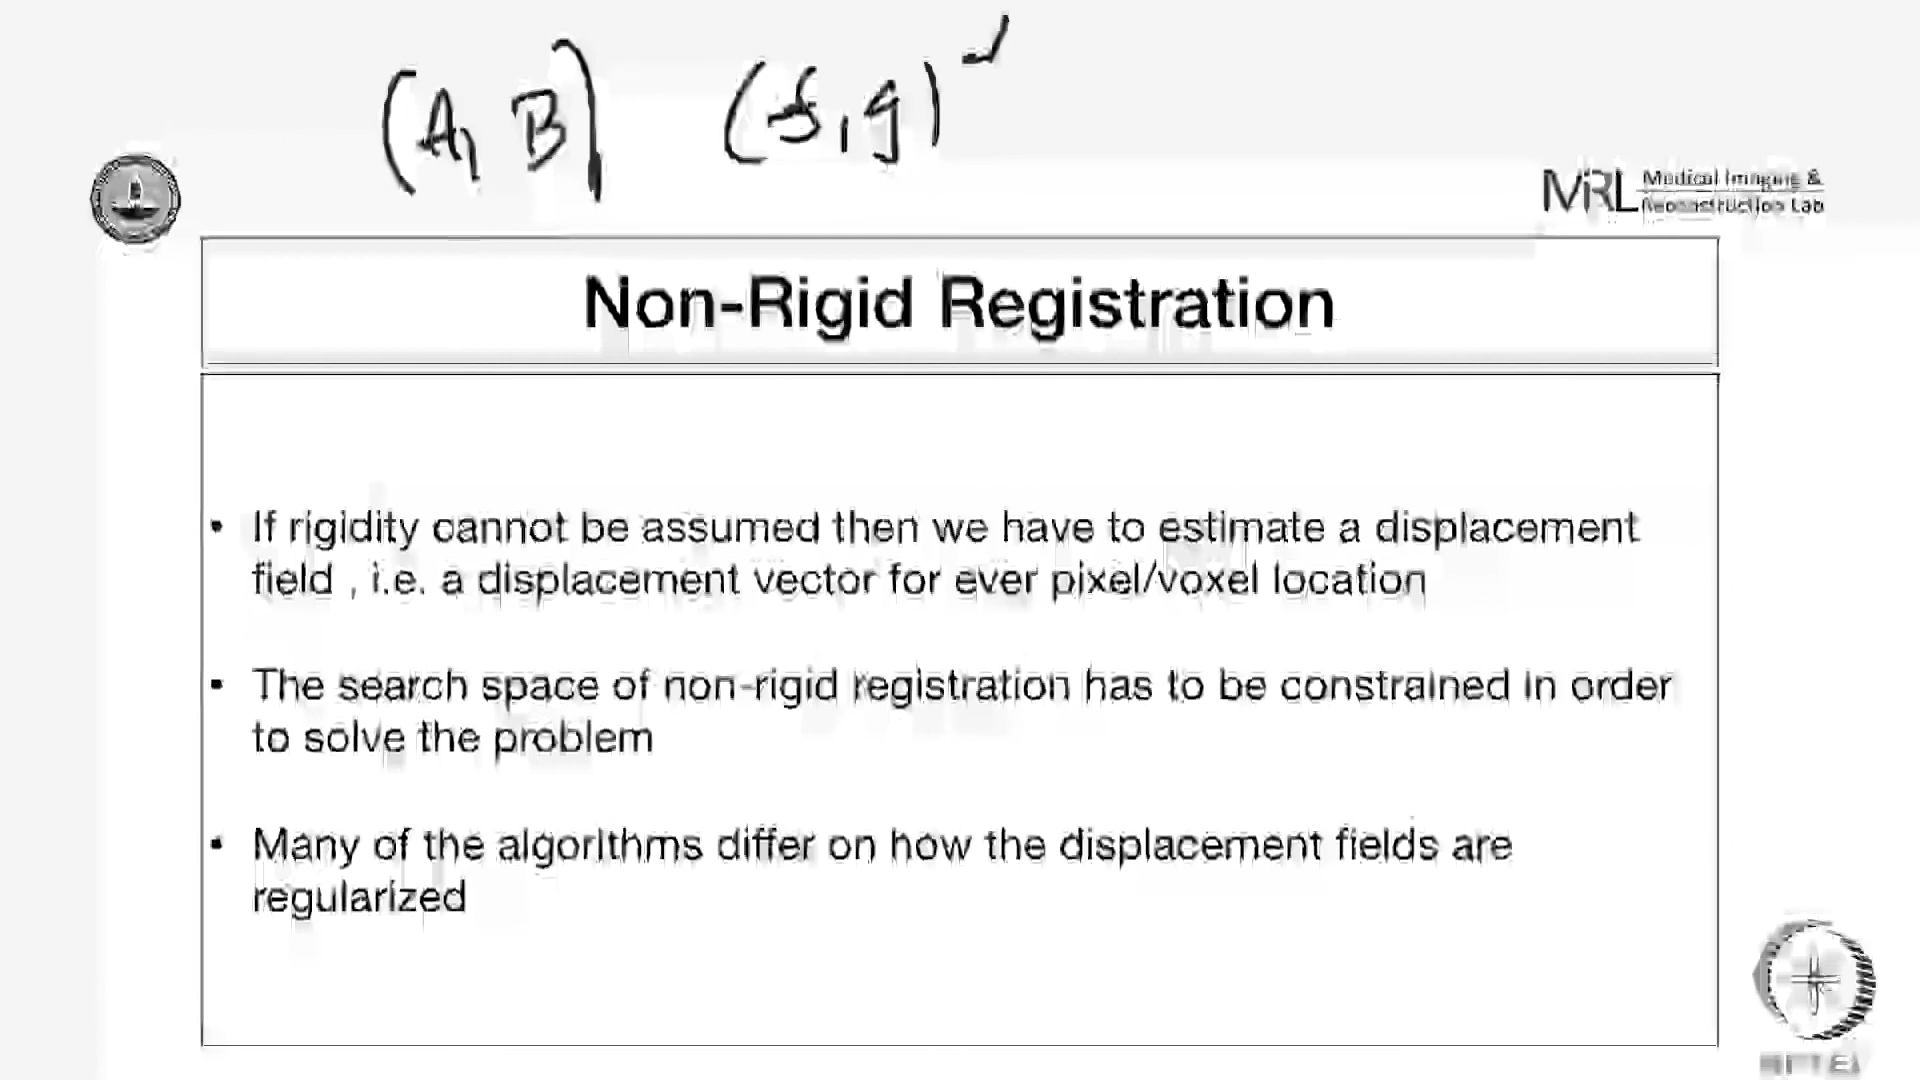 (A, B) (f, g)
MIRL Medical Imaging &
Reconstruction Lab
Non-Rigid Registration
• If rigidity cannot be assumed then we have to estimate a displacement
field , i.e. a displacement vector for ever pixel/voxel location
• The search space of non-rigid registration has to be constrained in order
to solve the problem
• Many of the algorithms differ on how the displacement fields are
regularized
NPTEL